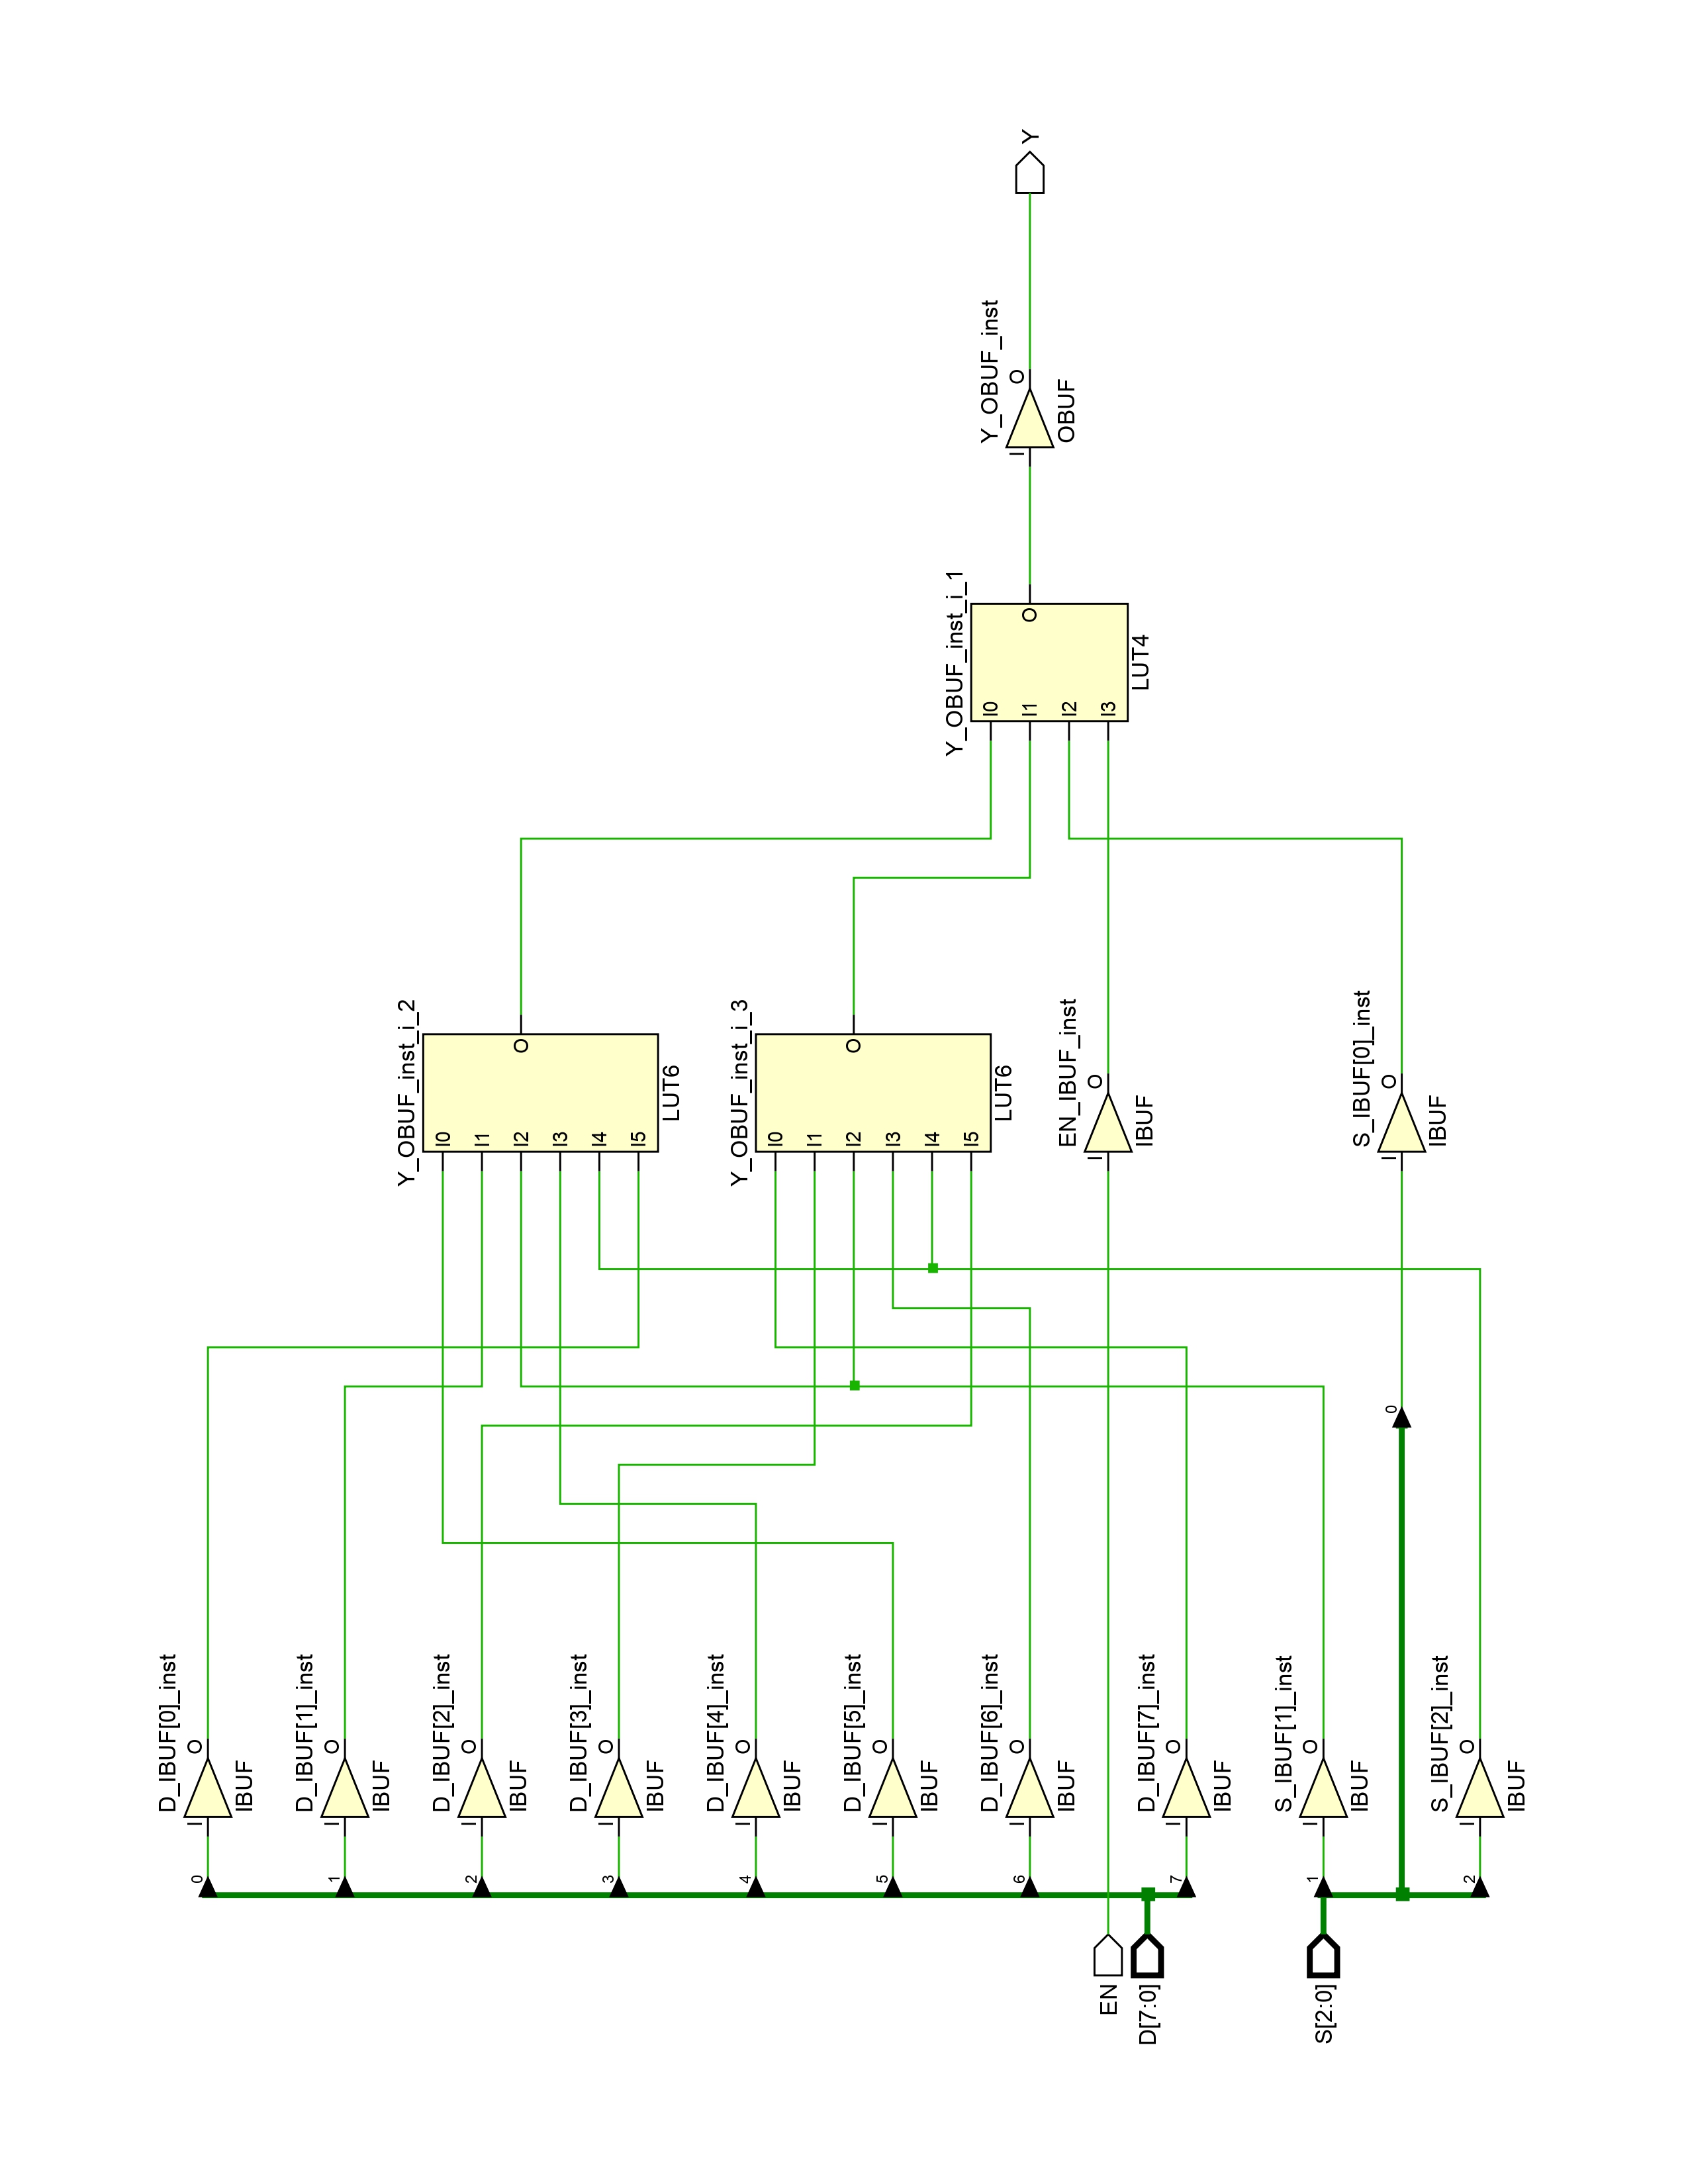 Y
Y_OBUF_inst
I
O
OBUF
Y_OBUF_inst_i_1
I0
I1
I2
I3
O
LUT4
Y_OBUF_inst_i_2
I0
I1
I2
I3
I4
I5
O
LUT6
Y_OBUF_inst_i_3
I0
I1
I2
I3
I4
I5
O
LUT6
EN_IBUF_inst
I
O
IBUF
S_IBUF[0]_inst
I
O
IBUF
0
D_IBUF[0]_inst
I
O
IBUF
0
D_IBUF[1]_inst
I
O
IBUF
1
D_IBUF[2]_inst
I
O
IBUF
2
D_IBUF[3]_inst
I
O
IBUF
3
D_IBUF[4]_inst
I
O
IBUF
4
D_IBUF[5]_inst
I
O
IBUF
5
D_IBUF[6]_inst
I
O
IBUF
6
D_IBUF[7]_inst
I
O
IBUF
7
S_IBUF[1]_inst
I
O
IBUF
1
S_IBUF[2]_inst
I
O
IBUF
2
EN
D[7:0]
S[2:0]